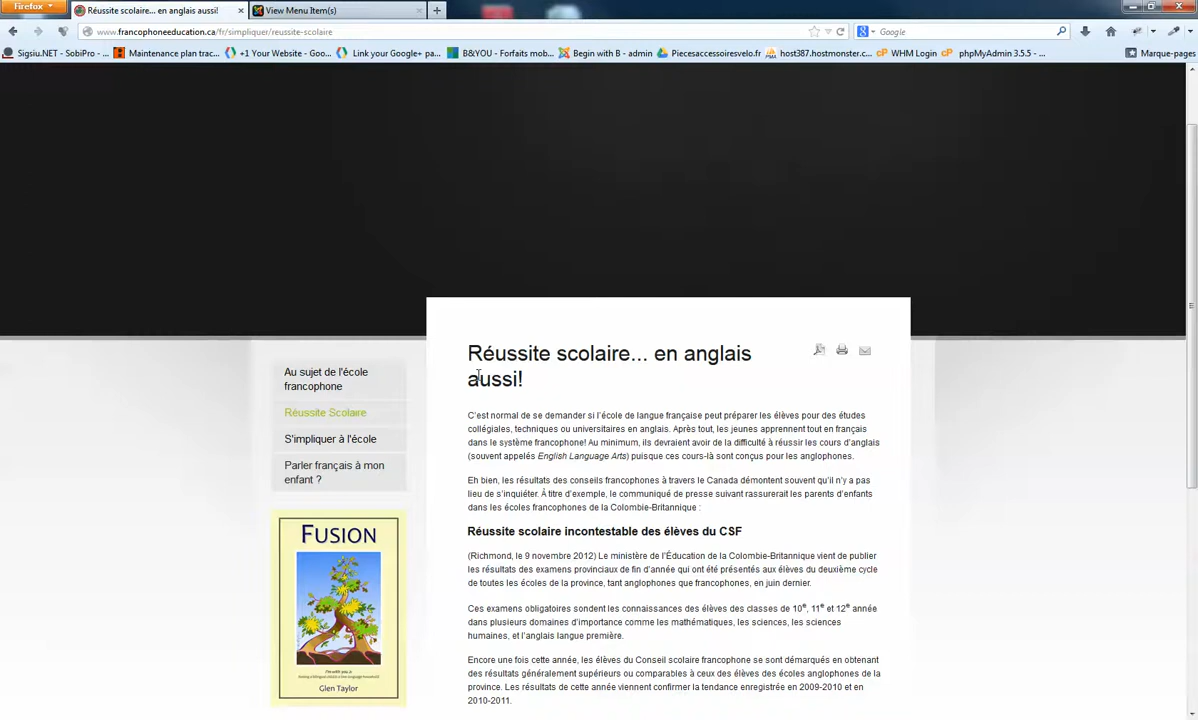 Firefox
Réussite scolaire... en anglais aussi!
View Menu Item(s)
www.francophoneeducation.ca/fr/simpliquer/reussite-scolaire
Google
Sigsiu.NET - SobiPro - ...
Maintenance plan trac...
+1 Your Website - Goo...
Link your Google+ pa...
B&YOU - Forfaits mob...
Begin with B - admin
Piecesaccessoiresvelo.fr
host387.hostmonster.c...
WHM Login
phpMyAdmin 3.5.5 - ...
Marque-pages
Au sujet de l'école
francophone
Réussite Scolaire
S'impliquer à l'école
Parler français à mon
enfant ?
FUSION
Glen Taylor
Réussite scolaire... en anglais
aussi!
C'est normal de se demander si l'école de langue française peut préparer les élèves pour des études
collégiales, techniques ou universitaires en anglais. Après tout, les jeunes apprennent tout en français
dans le système francophone! Au minimum, ils devraient avoir de la difficulté à réussir les cours d'anglais
(souvent appelés English Language Arts) puisque ces cours-là sont conçus pour les anglophones.
Eh bien, les résultats des conseils francophones à travers le Canada démontent souvent qu'il n'y a pas
lieu de s'inquiéter. À titre d'exemple, le communiqué de presse suivant rassurerait les parents d'enfants
dans les écoles francophones de la Colombie-Britannique :
Réussite scolaire incontestable des élèves du CSF
(Richmond, le 9 novembre 2012) Le ministère de l'Éducation de la Colombie-Britannique vient de publier
les résultats des examens provinciaux de fin d'année qui ont été présentés aux élèves du deuxième cycle
de toutes les écoles de la province, tant anglophones que francophones, en juin dernier.
Ces examens obligatoires sondent les connaissances des élèves des classes de 10e, 11e et 12e année
dans plusieurs domaines d'importance comme les mathématiques, les sciences, les sciences
humaines, et l'anglais langue première.
Encore une fois cette année, les élèves du Conseil scolaire francophone se sont démarqués en obtenant
des résultats généralement supérieurs ou comparables à ceux des élèves des écoles anglophones de la
province. Les résultats de cette année viennent confirmer la tendance enregistrée en 2009-2010 et en
2010-2011.